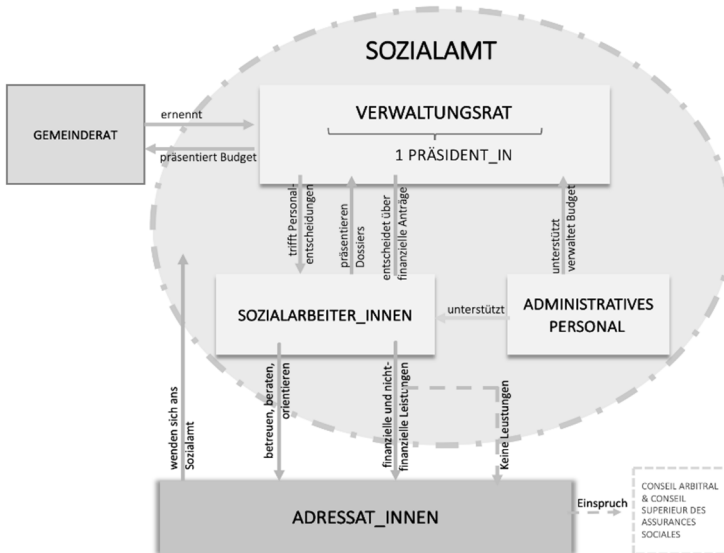 SOZIALAMT
GEMEINDERAT
ernennt
präsentiert Budget
VERWALTUNGSRAT
1 PRÄSIDENT_IN
trifft Personal-
entscheidungen
präsentieren
Dossiers
entscheidet über
finanzielle Anträge
unterstützt
verwaltet Budget
SOZIALARBEITER_INNEN
unterstützt
ADMINISTRATIVES
PERSONAL
wenden sich ans
Sozialamt
betreuen, beraten,
orientieren
finanzielle und nicht-
finanzielle Leistungen
Keine Leustungen
ADRESSAT_INNEN
Einspruch
CONSEIL ARBITRAL
& CONSEIL
SUPERIEUR DES
ASSURANCES
SOCIALES